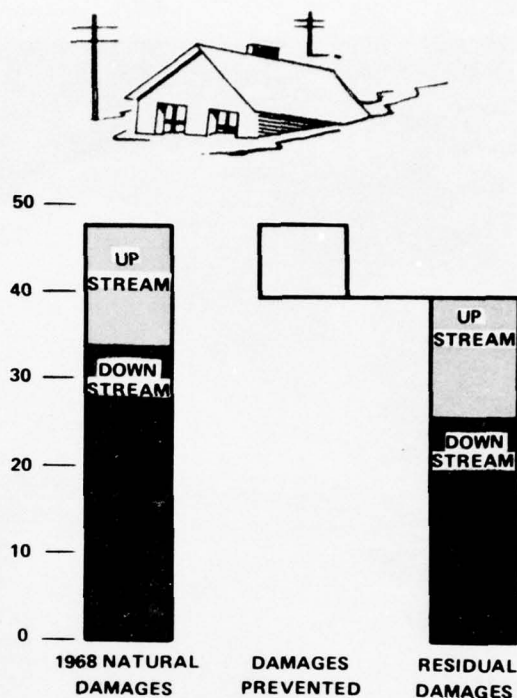 50
UP
STREAM
40
UP
STREAM
DOWN
STREAM
30
DOWN
STREAM
20
10
0
1968 NATURAL
DAMAGES
DAMAGES
PREVENTED
RESIDUAL
DAMAGES